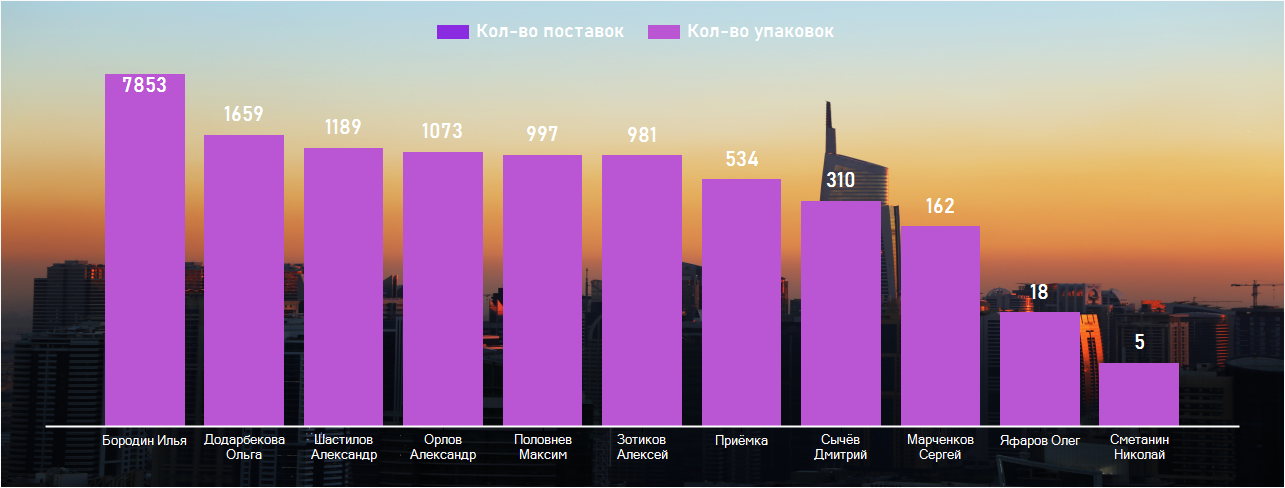 Кол-во поставок Кол-во упаковок
7853
1659
1189
1073
997
981
534
310
162
18
5
Бородин Илья
Додарбекова
Ольга
Шастилов
Александр
Орлов
Александр
Половнев
Максим
Зотиков
Алексей
Приёмка
Сычёв
Дмитрий
Марченков
Сергей
Яфаров Олег
Сметанин
Николай